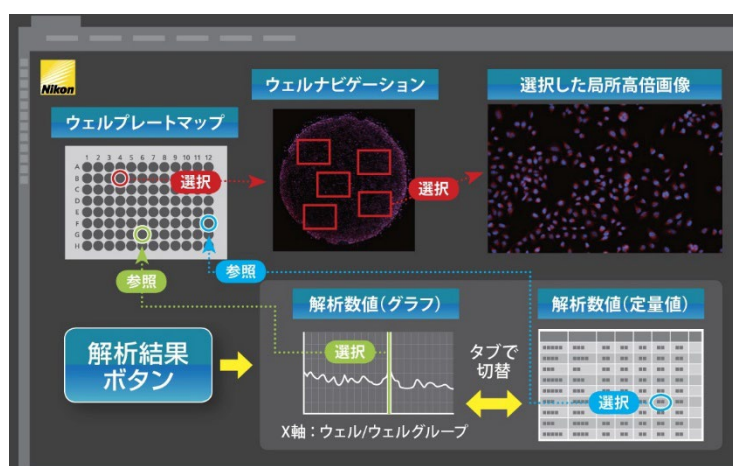 Nikon
ウェルプレートマップ
ウェルナビゲーション
選択した局所高倍画像
1 2 3 4 5 6 7 8 9 10 11 12
A
B
C
D
E
F
G
H
選択
選択
参照
参照
解析結果
ボタン
解析数値(グラフ)
選択
X軸:ウェル/ウェルグループ
タブで
切替
解析数値(定量値)
選択